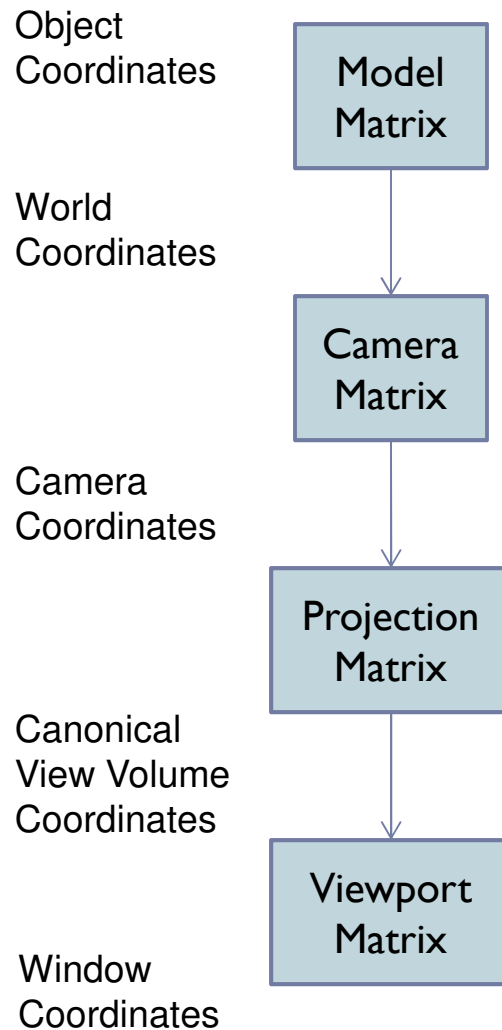 Object
Coordinates
Model
Matrix
World
Coordinates
Camera
Matrix
Camera
Coordinates
Projection
Matrix
Canonical
View Volume
Coordinates
Viewport
Matrix
Window
Coordinates